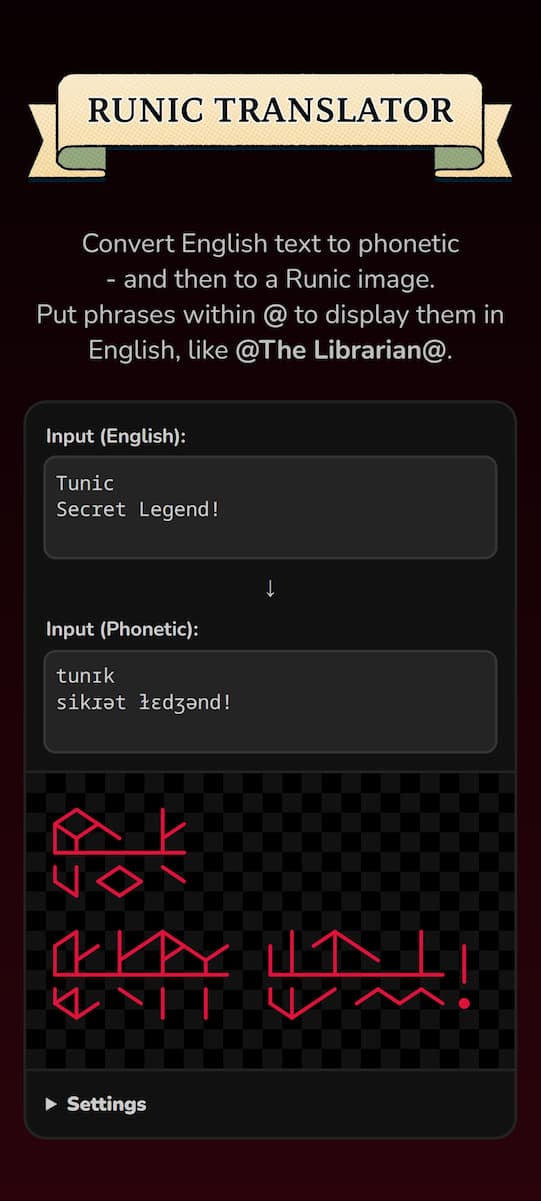 RUNIC TRANSLATOR
Convert English text to phonetic
- and then to a Runic image.
Put phrases within @ to display them in
English, like @The Librarian@.
Input (English):
Tunic
Secret Legend!
↓
Input (Phonetic):
tunɪk
sikɹət ɫɛdʒənd!
Settings